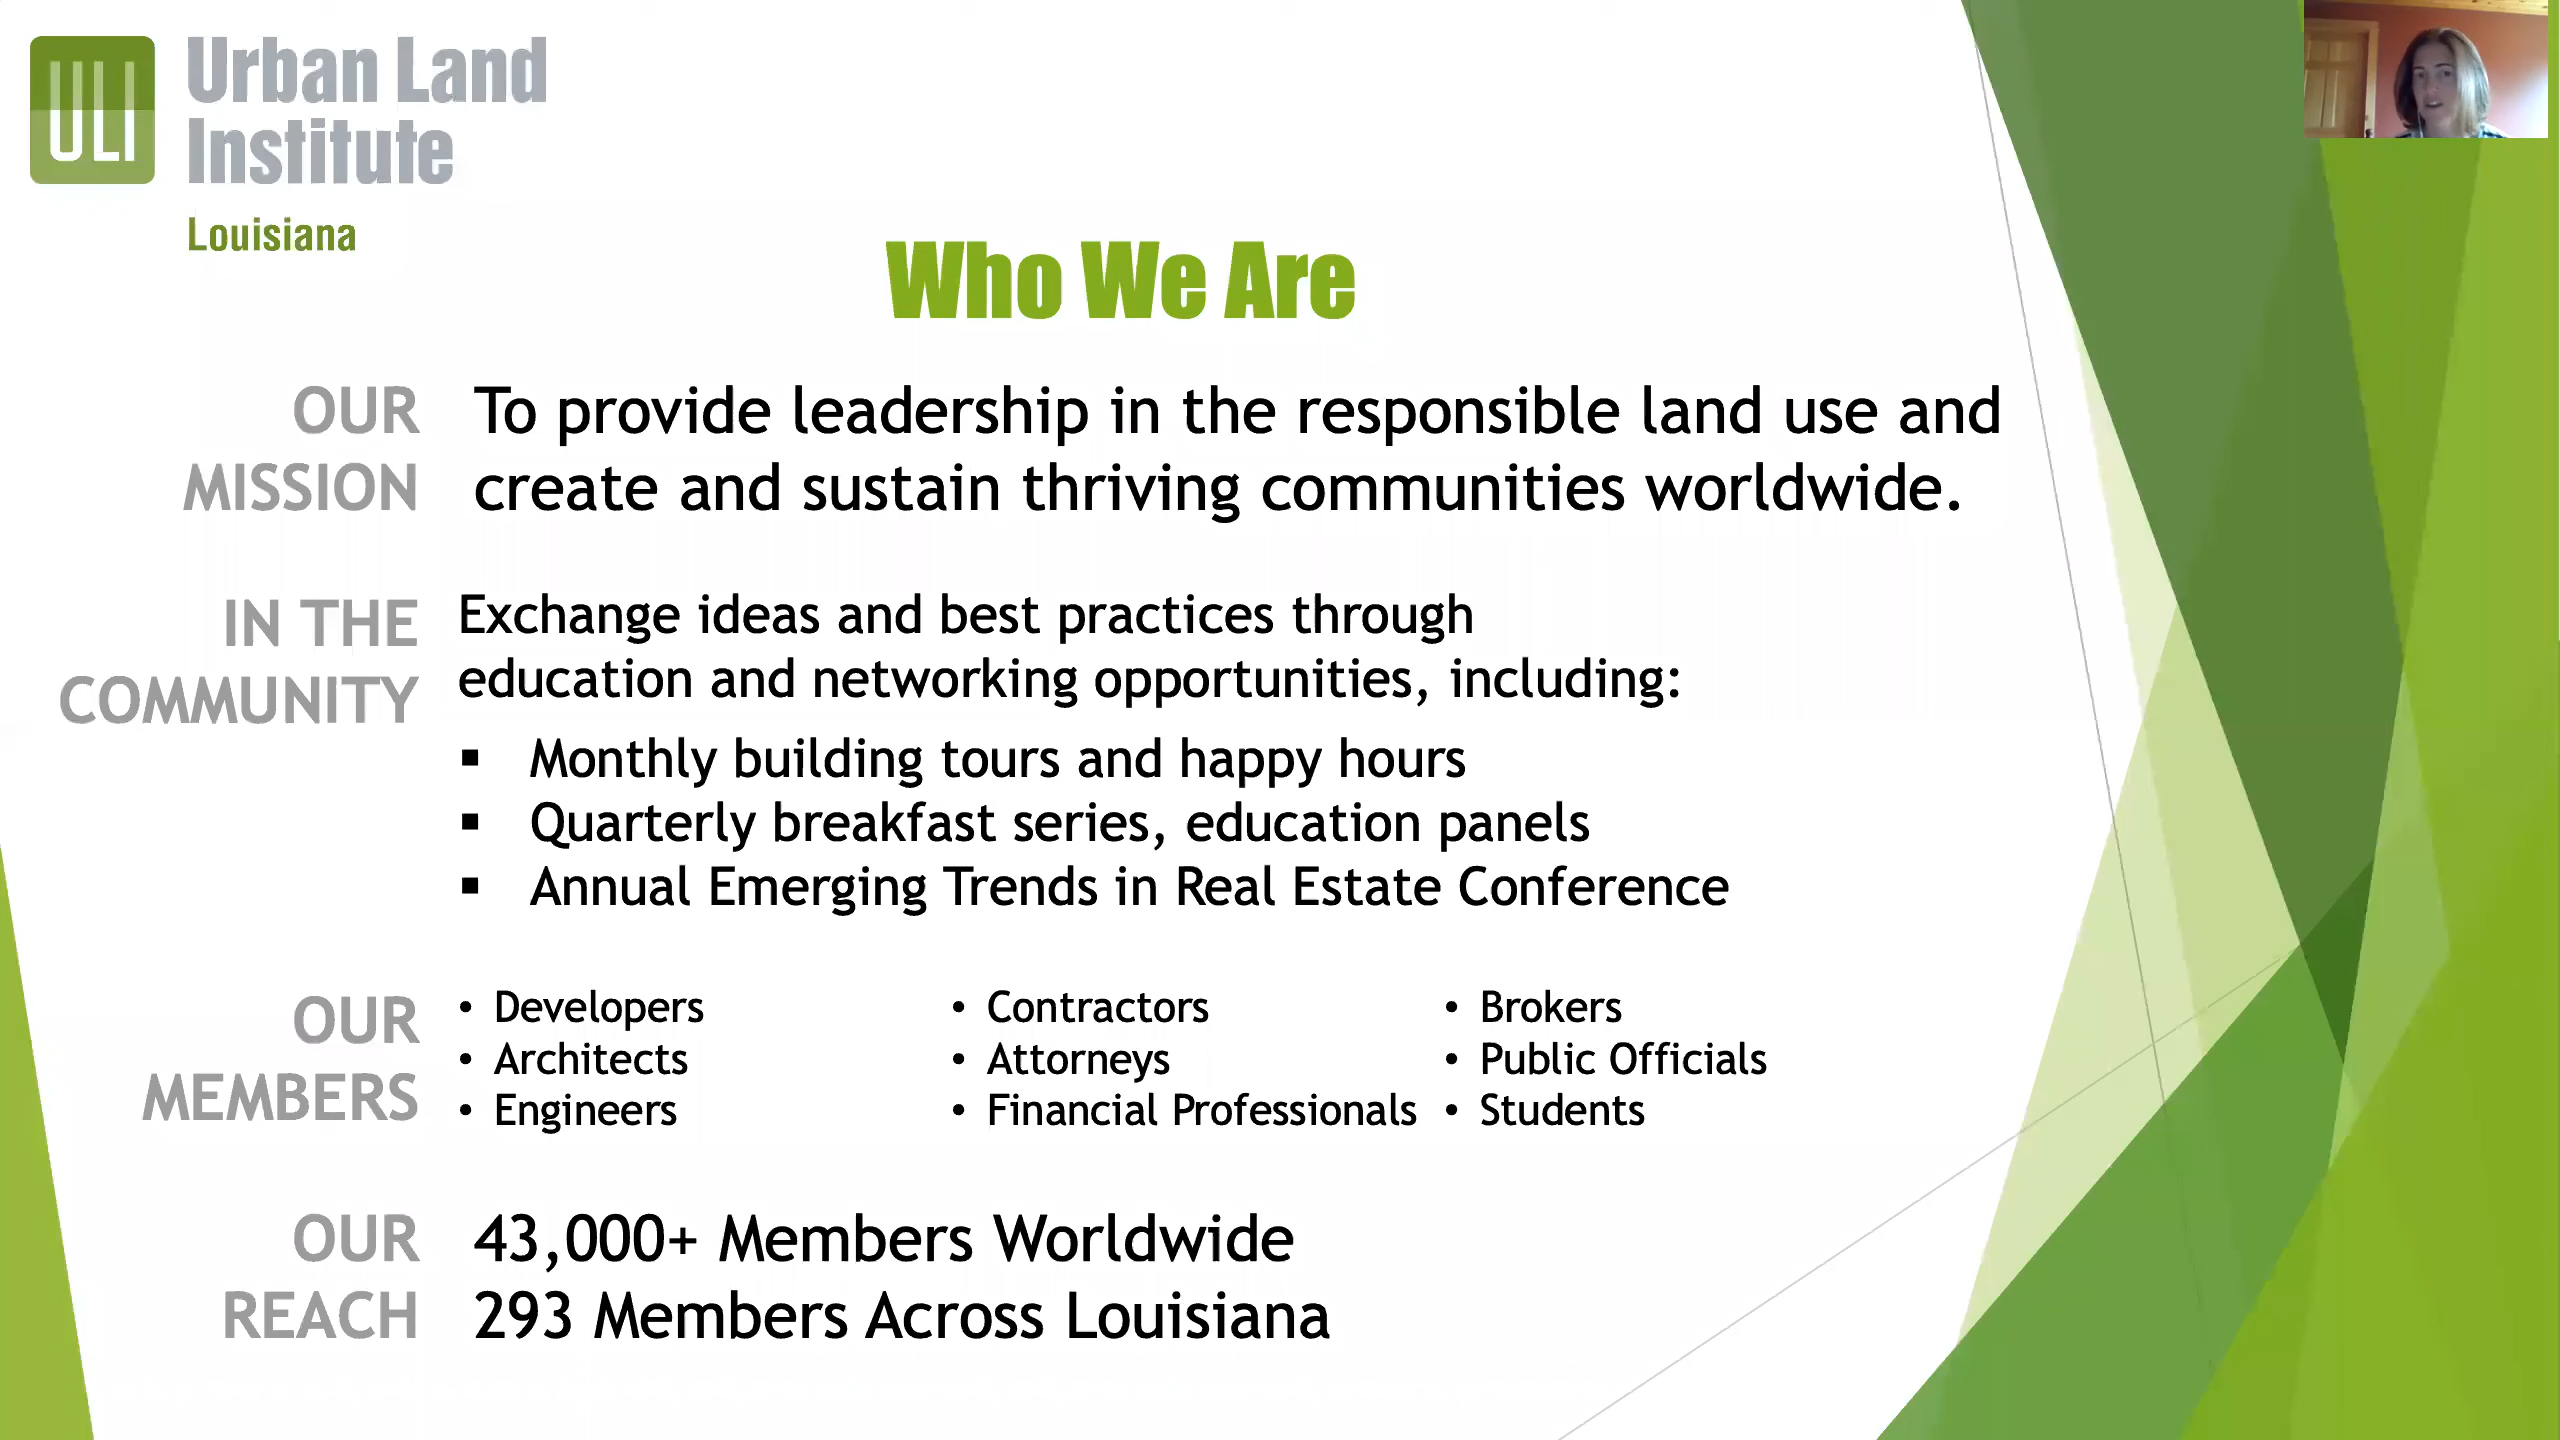 ULI
Urban Land
Institute
Louisiana
Who We Are
OUR
MISSION
To provide leadership in the responsible land use and
create and sustain thriving communities worldwide.
IN THE
COMMUNITY
Exchange ideas and best practices through
education and networking opportunities, including:
▪ Monthly building tours and happy hours
▪ Quarterly breakfast series, education panels
▪ Annual Emerging Trends in Real Estate Conference
OUR
MEMBERS
• Developers
• Architects
• Engineers
• Contractors
• Attorneys
• Financial Professionals
• Brokers
• Public Officials
• Students
OUR
REACH
43,000+ Members Worldwide
293 Members Across Louisiana